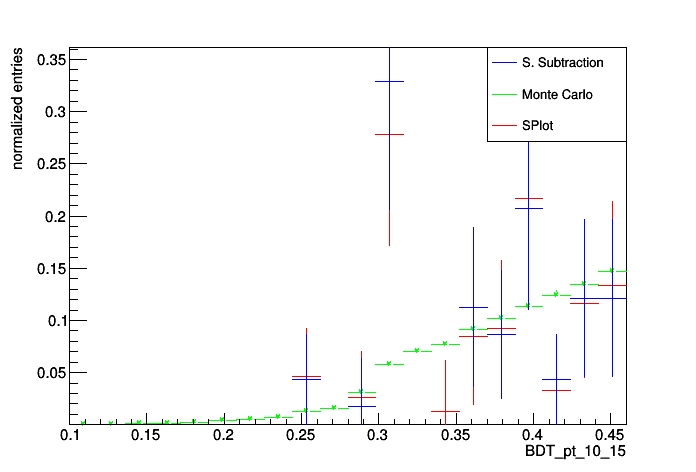 normalized entries
0.35
0.3
0.25
0.2
0.15
0.1
0.05
S. Subtraction
Monte Carlo
SPlot
0.1 0.15 0.2 0.25 0.3 0.35 0.4 0.45
BDT_pt_10_15